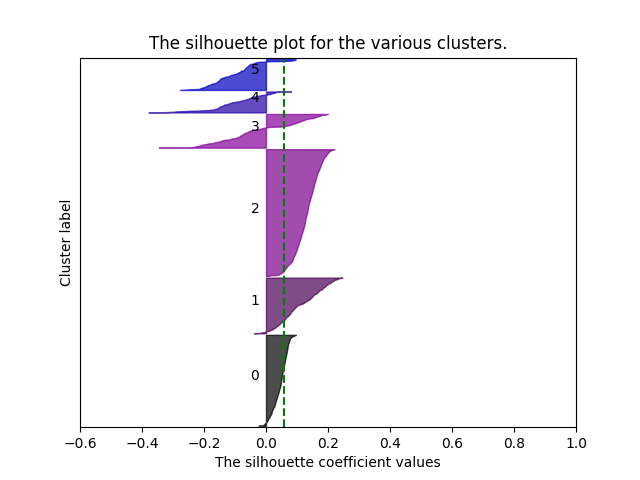 The silhouette plot for the various clusters.
5
4
3
2
1
0
Cluster label
−0.6 −0.4 −0.2 0.0 0.2 0.4 0.6 0.8 1.0
The silhouette coefficient values